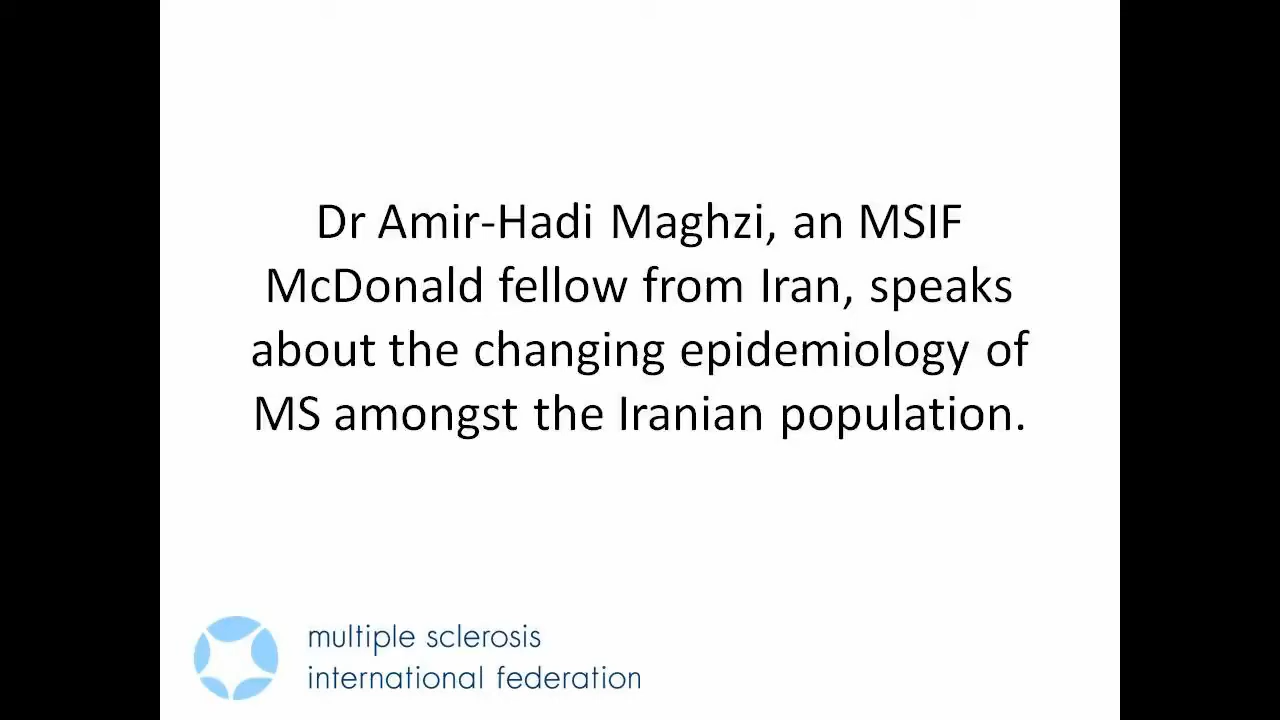 Dr Amir-Hadi Maghzi, an MSIF
McDonald fellow from Iran, speaks
about the changing epidemiology of
MS amongst the Iranian population.
multiple sclerosis
international federation